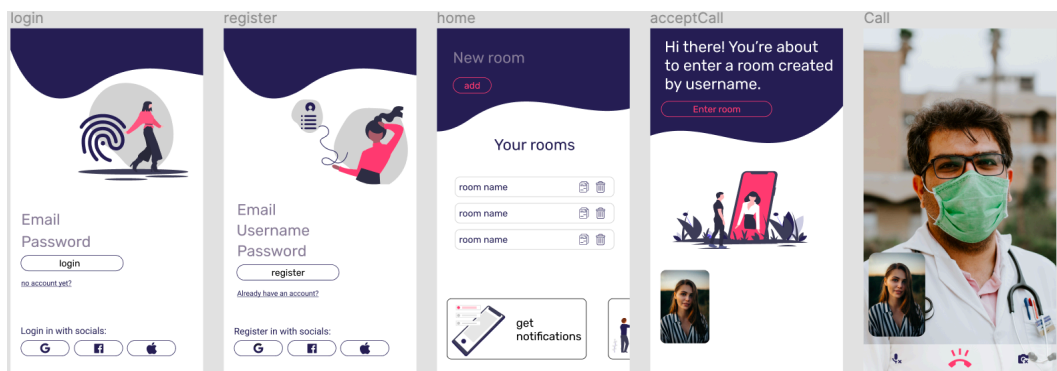 login
Email
Password
login
no account yet?
Login in with socials:
G
f
register
Email
Username
Password
register
Already have an account?
Register in with socials:
G
f
home
New room
add
Your rooms
room name
room name
room name
get
notifications
acceptCall
Hi there! You're about
to enter a room created
by username.
Enter room
Call